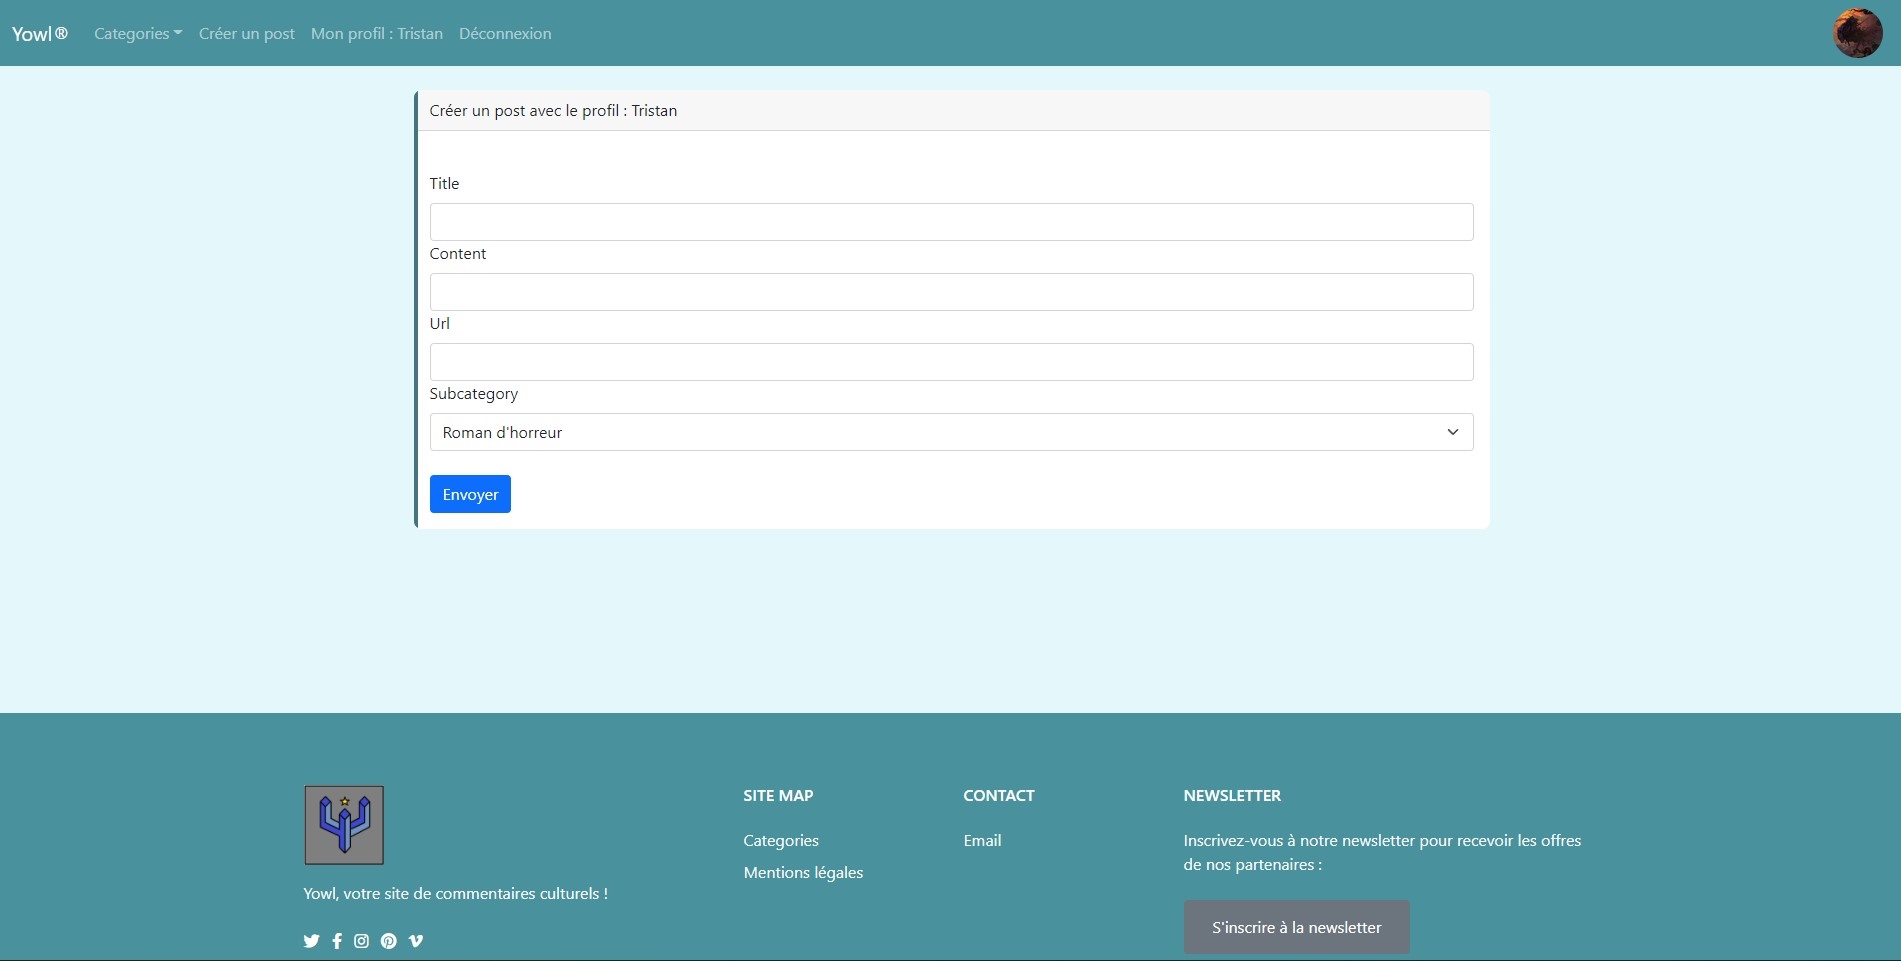 Yowl® Categories Créer un post Mon profil : Tristan Déconnexion
Créer un post avec le profil : Tristan
Title
Content
Url
Subcategory
Roman d'horreur
Envoyer
Yowl, votre site de commentaires culturels !
SITE MAP
Categories
Mentions légales
CONTACT
Email
NEWSLETTER
Inscrivez-vous à notre newsletter pour recevoir les offres
de nos partenaires :
S'inscrire à la newsletter